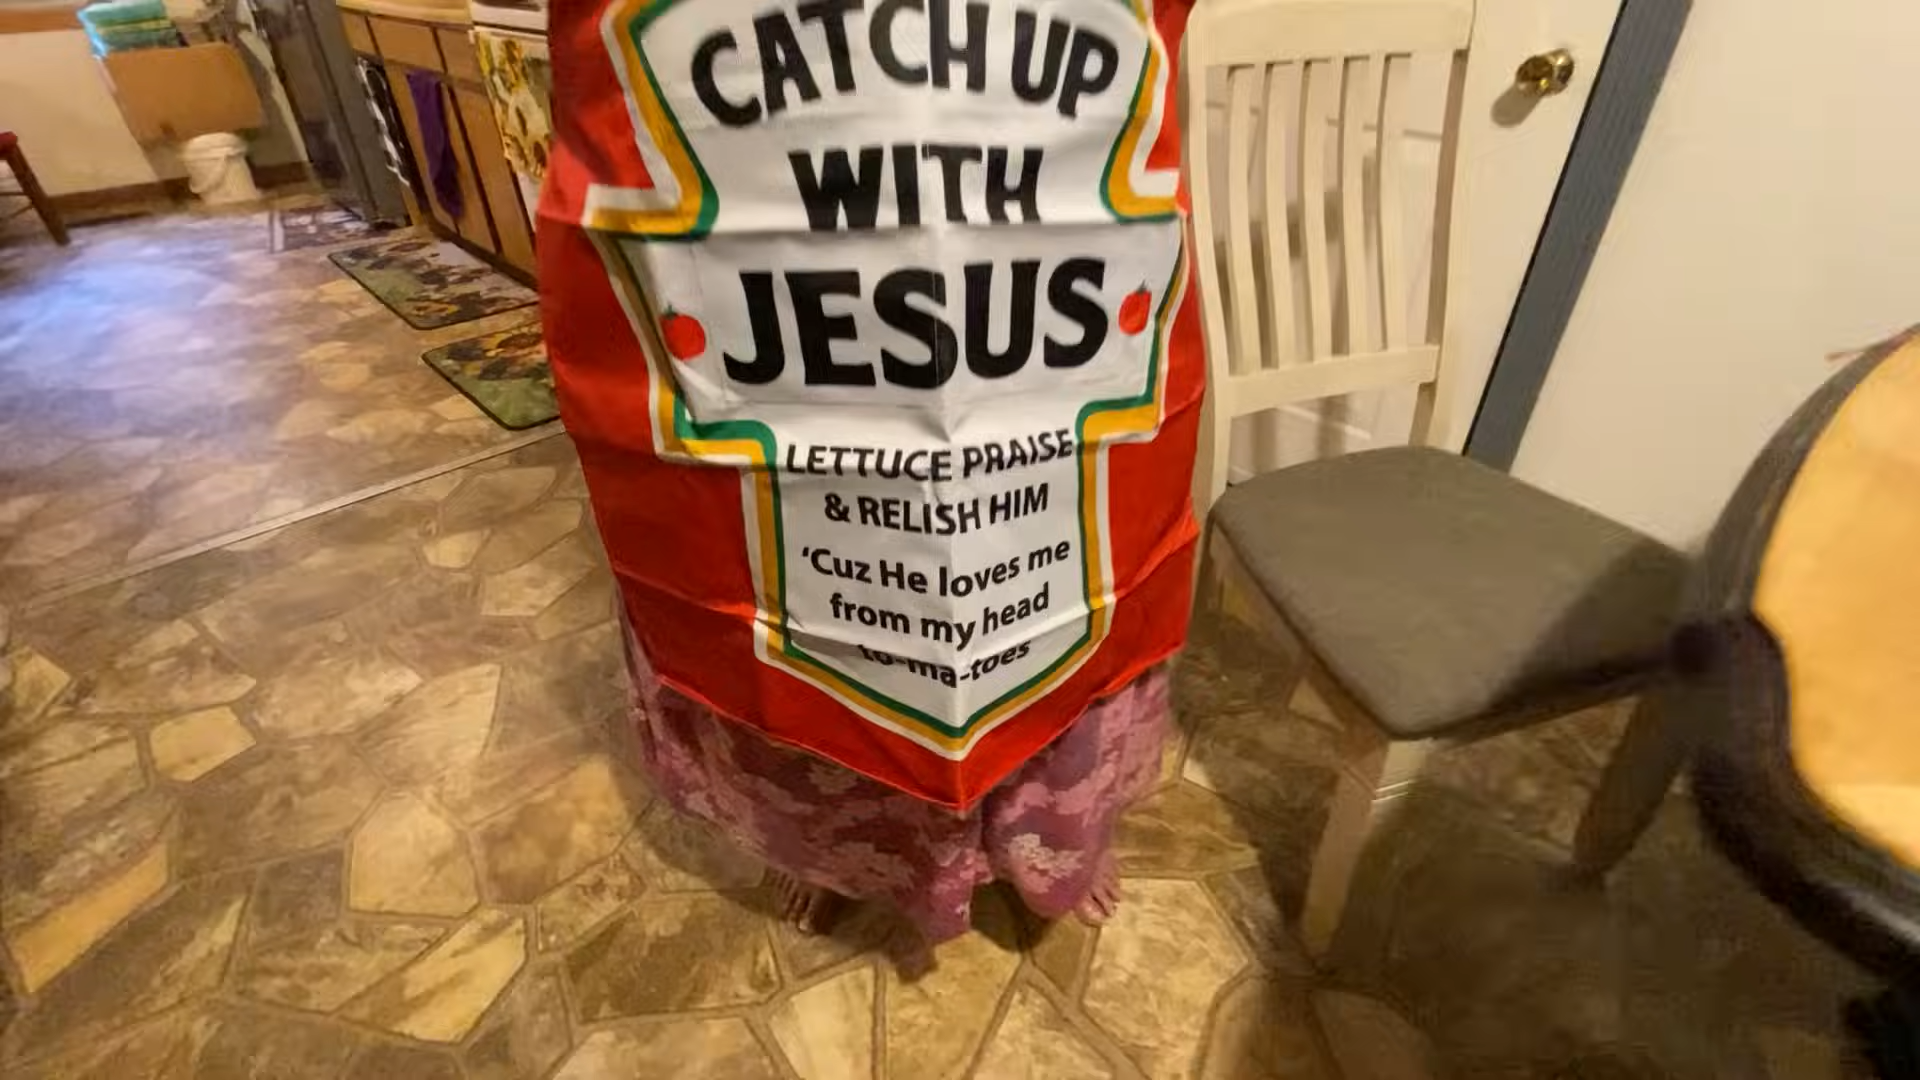 CATCH UP
WITH
JESUS
LETTUCE PRAISE
& RELISH HIM
‘Cuz He loves me
from my head
to-ma-toes